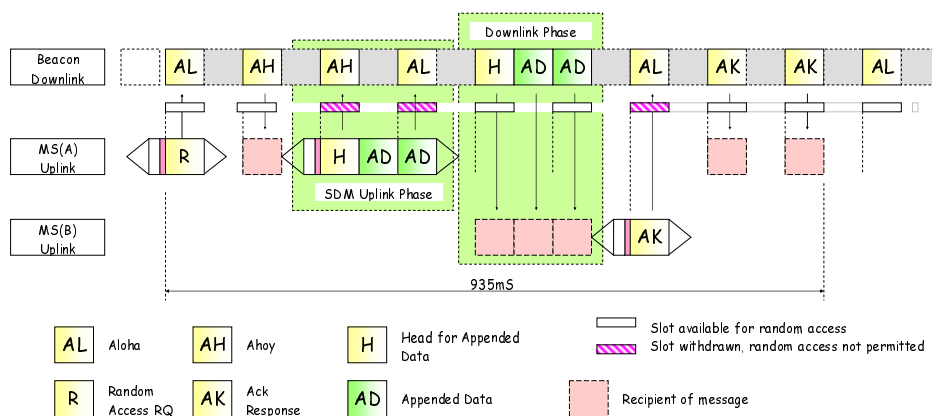 Downlink Phase
Beacon
Downlink
AL AH AH AL H AD AD AL AK AK AL
MS(A)
Uplink
R H AD AD
SDM Uplink Phase
MS(B)
Uplink
AK
935mS
AL Aloha
AH Ahoy
H Head for Appended
Data
Slot available for random access
Slot withdrawn, random access not permitted
R Random
Access RQ
AK Ack
Response
AD Appended Data
Recipient of message